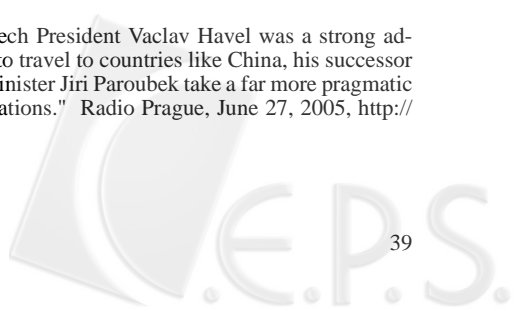 ech President Vaclav Havel was a strong ad-
to travel to countries like China, his successor
inister Jiri Paroubek take a far more pragmatic
ations." Radio Prague, June 27, 2005, http://
39
C.E.P.S.